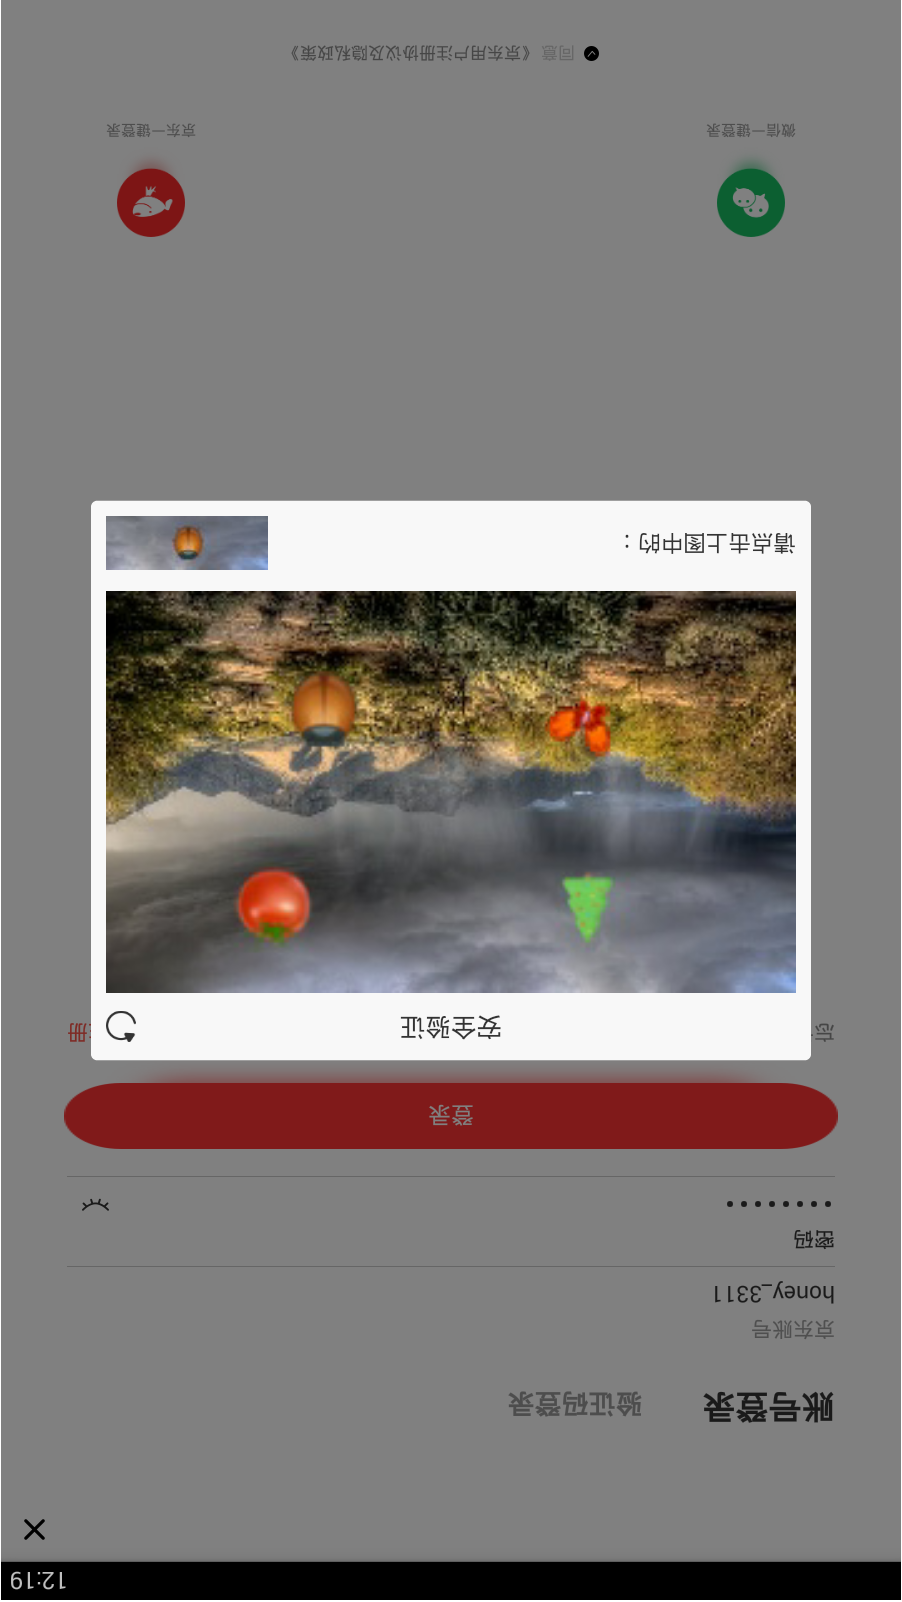 12:19
账号登录 验证码登录
京东账号
honey_3311
密码
••••••••
登录
忘 册
安全验证
请点击上图中的：
微信一键登录 京东一键登录
同意《京东用户注册协议及隐私政策》